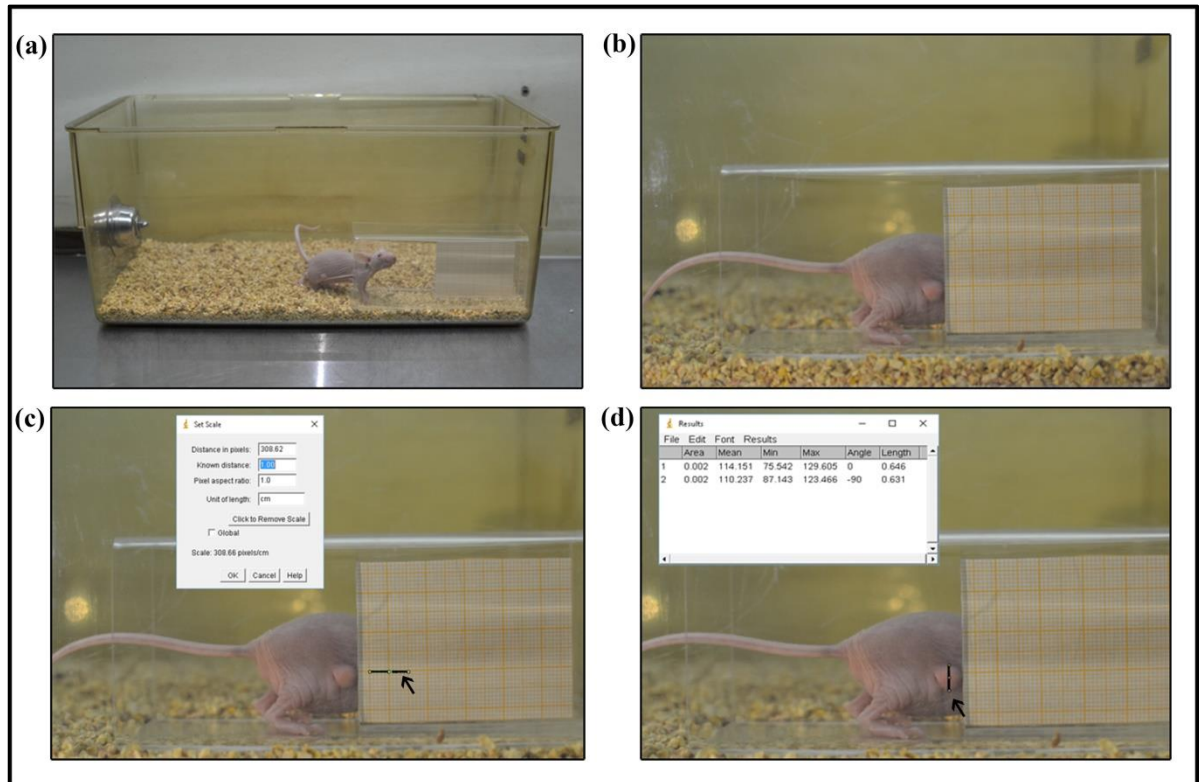 (a)
(b)
(c)
Set Scale
Distance in pixels: 308.62
Known distance: 1.00
Pixel aspect ratio: 1.0
Unit of length: cm
Click to Remove Scale
Global
Scale: 308.66 pixels/cm
OK Cancel Help
(d)
Results
File Edit Font Results
Area Mean Min Max Angle Length
1 0.002 114.151 75.542 129.605 0 0.646
2 0.002 110.237 87.143 123.466 -90 0.631